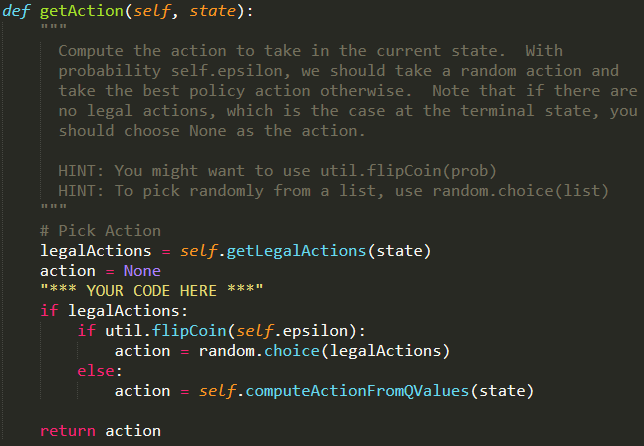 def getAction(self, state):
"""
Compute the action to take in the current state.  With
probability self.epsilon, we should take a random action and
take the best policy action otherwise.  Note that if there are
no legal actions, which is the case at the terminal state, you
should choose None as the action.
HINT: You might want to use util.flipCoin(prob)
HINT: To pick randomly from a list, use random.choice(list)
"""
# Pick Action
legalActions = self.getLegalActions(state)
action = None
"*** YOUR CODE HERE ***"
if legalActions:
if util.flipCoin(self.epsilon):
action = random.choice(legalActions)
else:
action = self.computeActionFromQValues(state)
return action